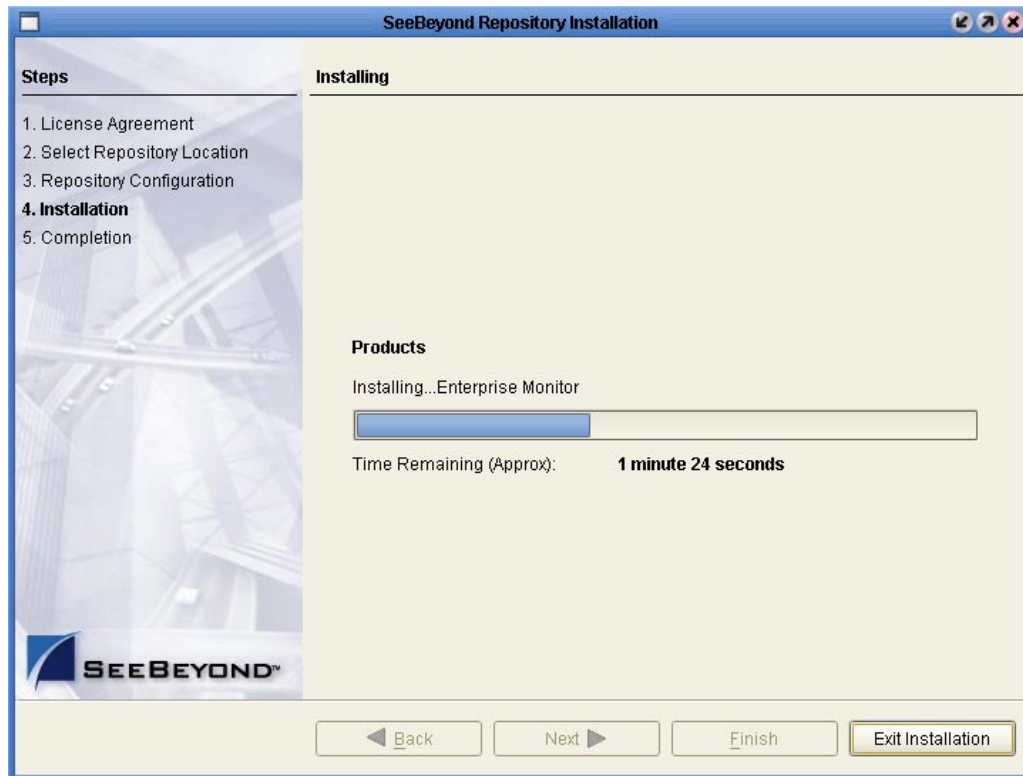 SeeBeyond Repository Installation
Steps
1. License Agreement
2. Select Repository Location
3. Repository Configuration
4. Installation
5. Completion
SEEBEYOND™
Installing
Products
Installing...Enterprise Monitor
Time Remaining (Approx): 1 minute 24 seconds
Back Next Finish Exit Installation